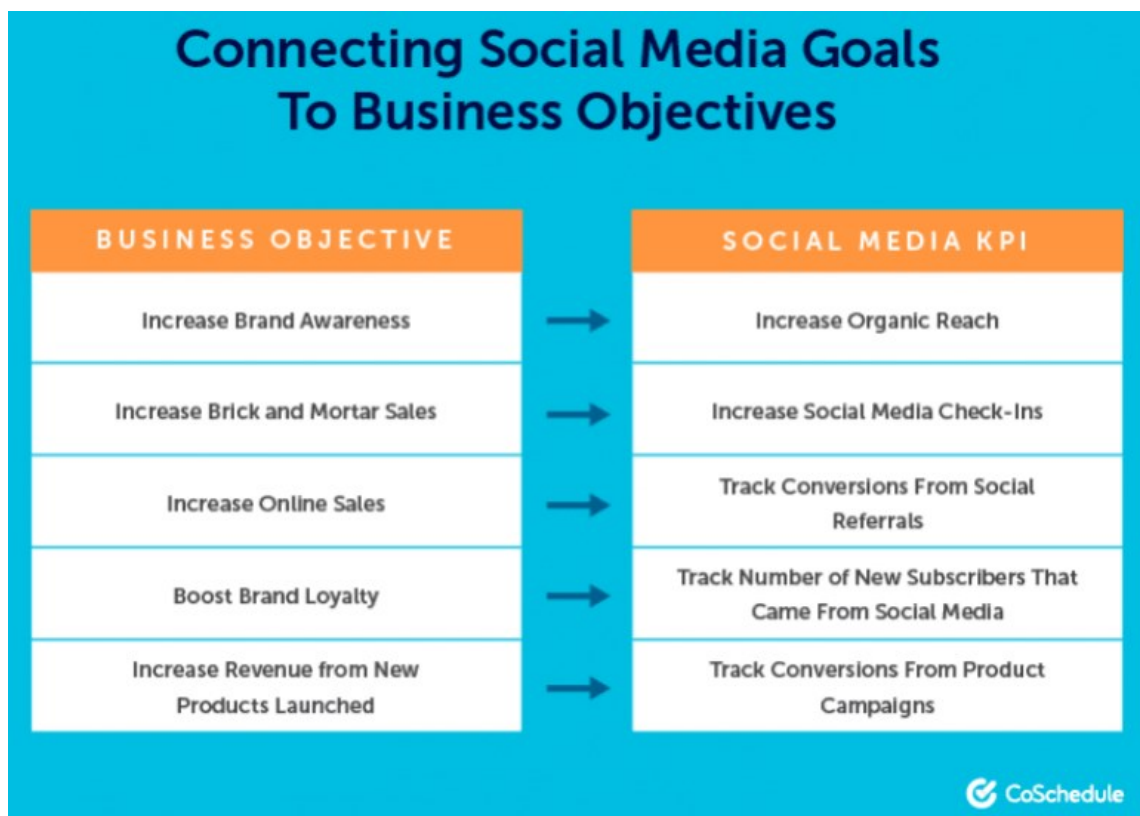 Connecting Social Media Goals
To Business Objectives
BUSINESS OBJECTIVE
SOCIAL MEDIA KPI
Increase Brand Awareness
Increase Organic Reach
Increase Brick and Mortar Sales
Increase Social Media Check-Ins
Increase Online Sales
Track Conversions From Social
Referrals
Boost Brand Loyalty
Track Number of New Subscribers That
Came From Social Media
Increase Revenue from New
Products Launched
Track Conversions From Product
Campaigns
CoSchedule